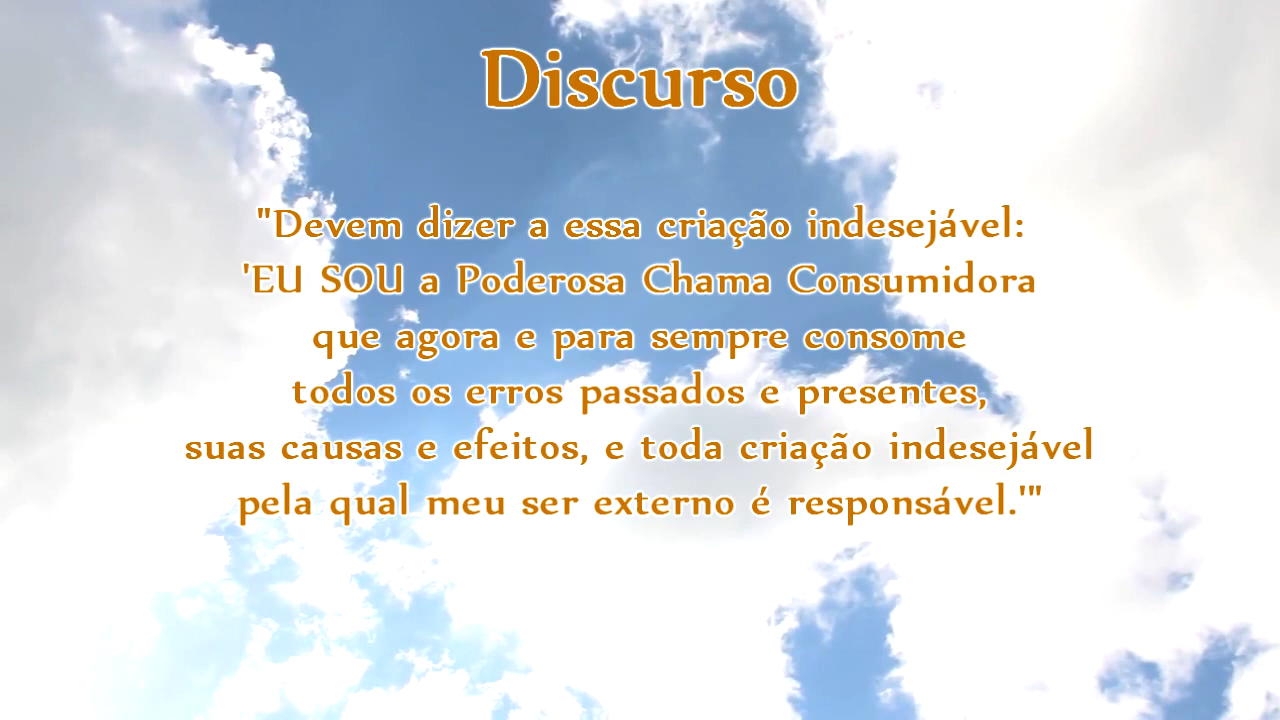 Discurso
"Devem dizer a essa criação indesejável:
'EU SOU a Poderosa Chama Consumidora
que agora e para sempre consome
todos os erros passados e presentes,
suas causas e efeitos, e toda criação indesejável
pela qual meu ser externo é responsável.'"